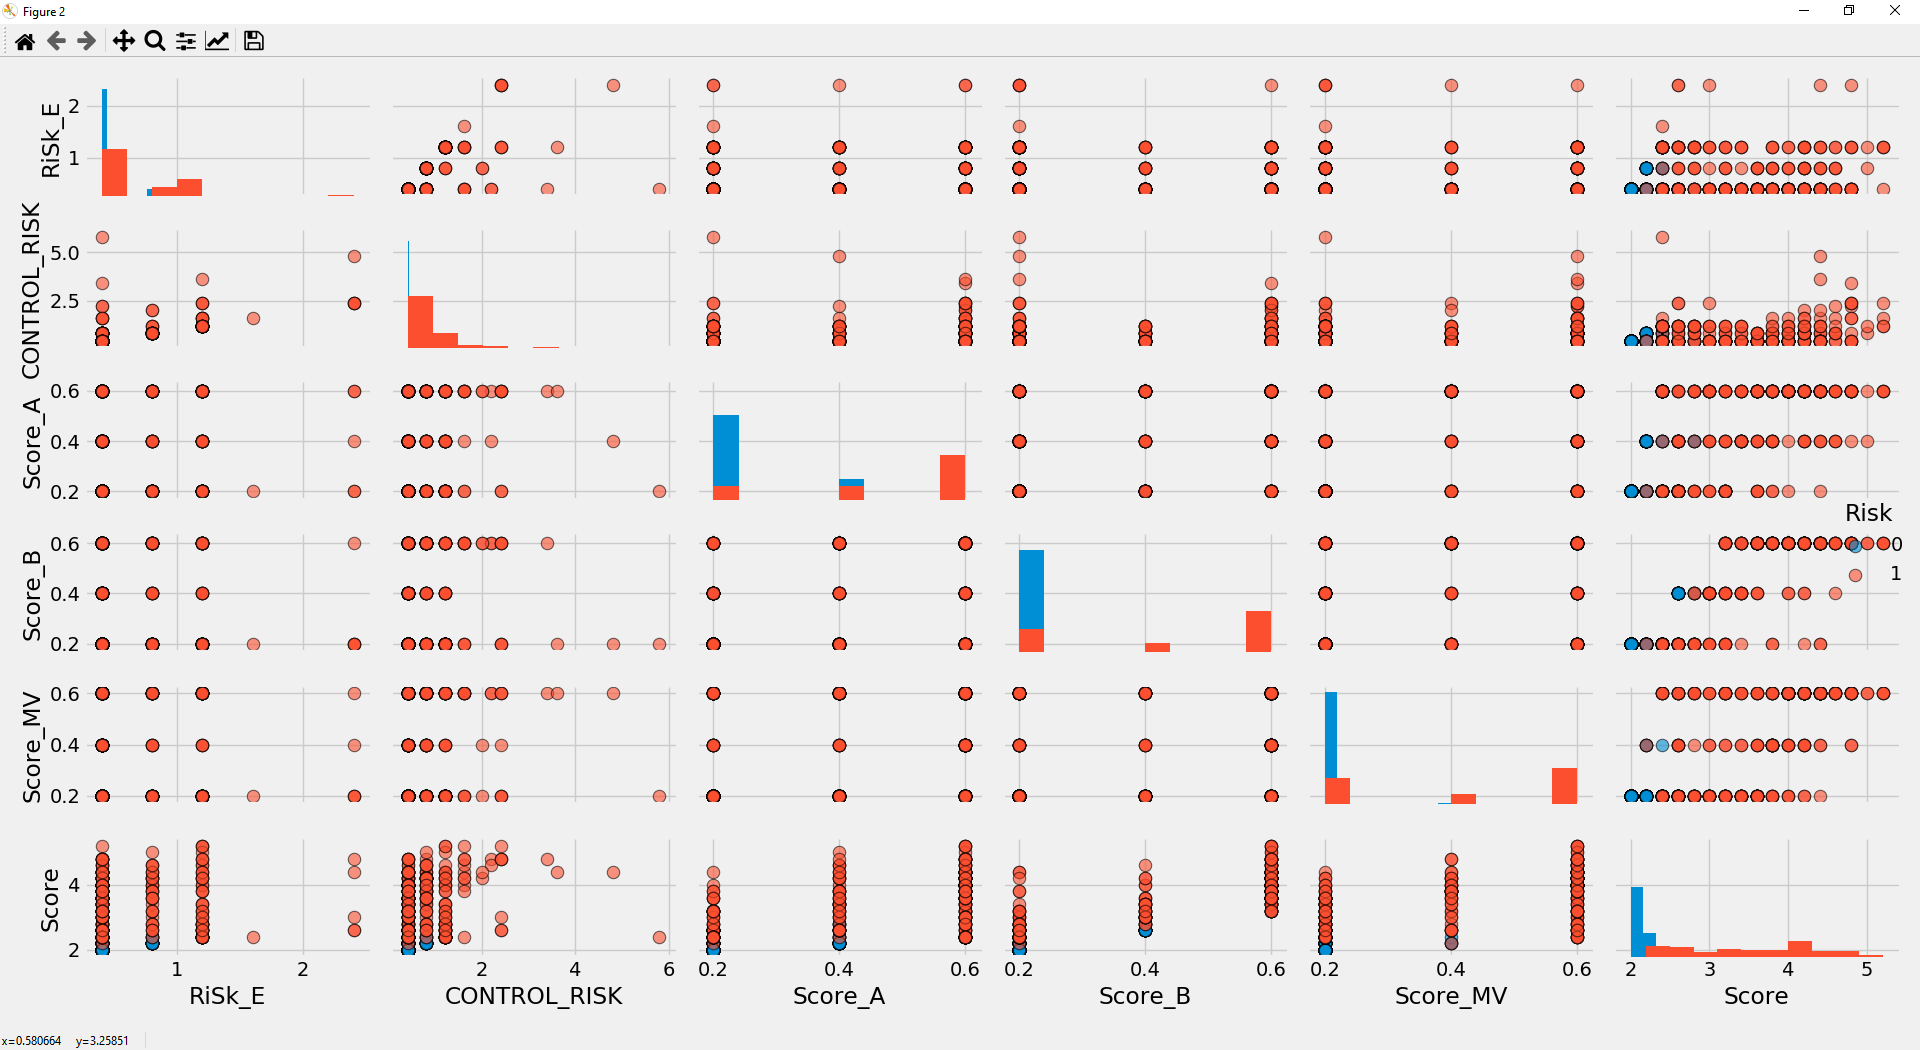 Figure 2
RiSk_E
2
1
CONTROL_RISK
5.0
2.5
Score_A
0.6
0.4
0.2
Risk
0
1
Score_B
0.6
0.4
0.2
Score_MV
0.6
0.4
0.2
Score
4
2
1 2
2 4 6
0.2 0.4 0.6
0.2 0.4 0.6
0.2 0.4 0.6
2 3 4 5
RiSk_E CONTROL_RISK Score_A Score_B Score_MV Score
x=0.580664 y=3.25851